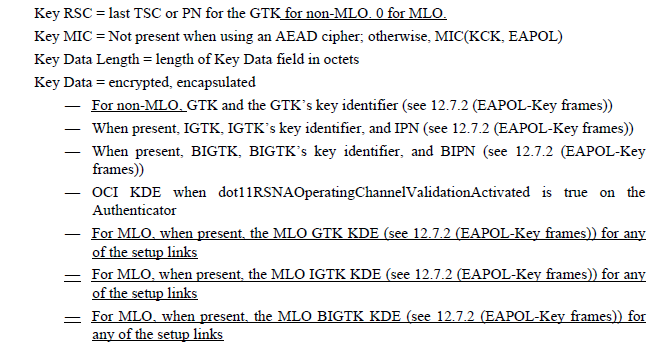 Key RSC = last TSC or PN for the GTK for non-MLO. 0 for MLO.
Key MIC = Not present when using an AEAD cipher; otherwise, MIC(KCK, EAPOL)
Key Data Length = length of Key Data field in octets
Key Data = encrypted, encapsulated
— For non-MLO, GTK and the GTK's key identifier (see 12.7.2 (EAPOL-Key frames))
— When present, IGTK, IGTK's key identifier, and IPN (see 12.7.2 (EAPOL-Key frames))
— When present, BIGTK, BIGTK's key identifier, and BIPN (see 12.7.2 (EAPOL-Key
frames))
— OCI KDE when dot11RSNAOperatingChannelValidationActivated is true on the
Authenticator
— For MLO, when present, the MLO GTK KDE (see 12.7.2 (EAPOL-Key frames)) for any
of the setup links
— For MLO, when present, the MLO IGTK KDE (see 12.7.2 (EAPOL-Key frames)) for any
of the setup links
— For MLO, when present, the MLO BIGTK KDE (see 12.7.2 (EAPOL-Key frames)) for
any of the setup links